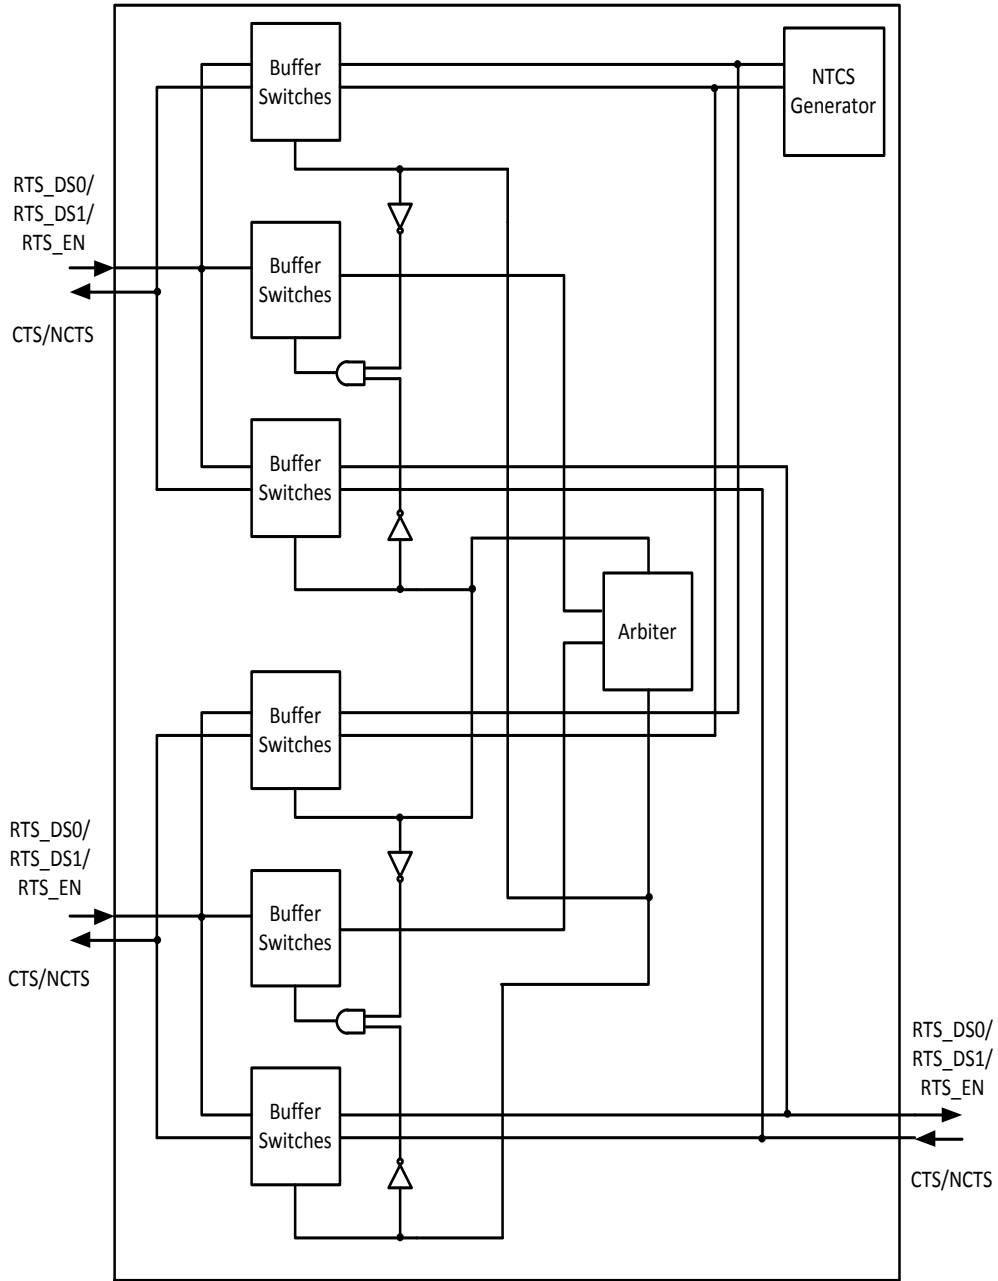 Buffer
Switches
NTCS
Generator
RTS_DS0/
RTS_DS1/
RTS_EN
CTS/NCTS
Buffer
Switches
Buffer
Switches
Arbiter
Buffer
Switches
RTS_DS0/
RTS_DS1/
RTS_EN
CTS/NCTS
Buffer
Switches
Buffer
Switches
RTS_DS0/
RTS_DS1/
RTS_EN
CTS/NCTS